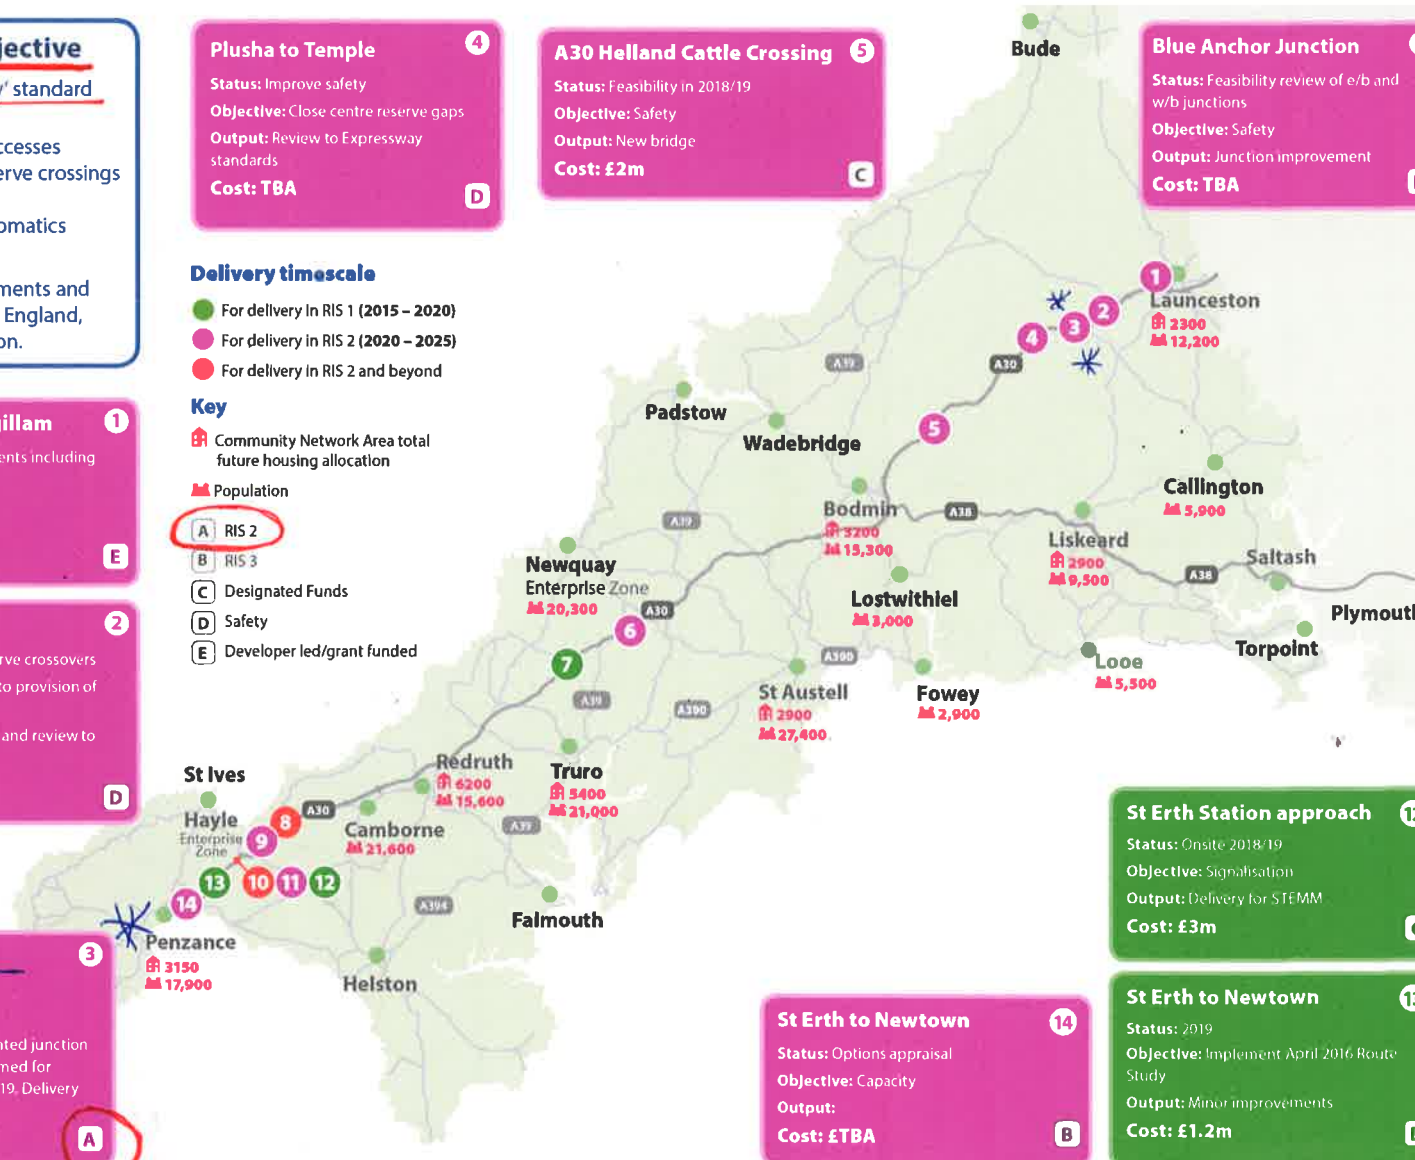 jective
y' standard
ccesses
erve crossings
omatics
ments and
England,
on.
Plusha to Temple
4
Status: Improve safety
Objective: Close centre reserve gaps
Output: Review to Expressway
standards
Cost: TBA
D
A30 Helland Cattle Crossing
5
Status: Feasibility in 2018/19
Objective: Safety
Output: New bridge
Cost: £2m
C
Blue Anchor Junction
Status: Feasibility review of e/b and
w/b junctions
Objective: Safety
Output: Junction improvement
Cost: TBA
Delivery timescale
For delivery in RIS 1 (2015 – 2020)
For delivery in RIS 2 (2020 – 2025)
For delivery in RIS 2 and beyond
Key
Community Network Area total
future housing allocation
Population
A RIS 2
B RIS 3
C Designated Funds
D Safety
E Developer led/grant funded
gillam
1
ents including
E
2
rve crossovers
to provision of
and review to
D
3
nted junction
med for
19. Delivery
A
Bude
1
Launceston
2300
12,200
2
3
4
A30
A39
5
Padstow
Wadebridge
Callington
5,900
Bodmin
3200
15,300
A38
Liskeard
2900
9,500
A38
Saltash
Plymouth
Torpoint
A39
Newquay
Enterprise Zone
20,300
A30
6
7
Lostwithiel
3,000
A390
Looe
5,500
St Austell
2900
27,400
Fowey
2,900
A39
A390
Redruth
6200
15,600
Truro
5400
21,000
St Ives
Hayle
Enterprise
Zone
8
A30
9
Camborne
21,600
A39
13
10
11
12
14
A394
Falmouth
Penzance
3150
17,900
Helston
St Erth Station approach
12
Status: Onsite 2018/19
Objective: Signalisation
Output: Delivery for STEMM
Cost: £3m
St Erth to Newtown
14
Status: Options appraisal
Objective: Capacity
Output:
Cost: £TBA
B
St Erth to Newtown
13
Status: 2019
Objective: Implement April 2016 Route
Study
Output: Minor improvements
Cost: £1.2m